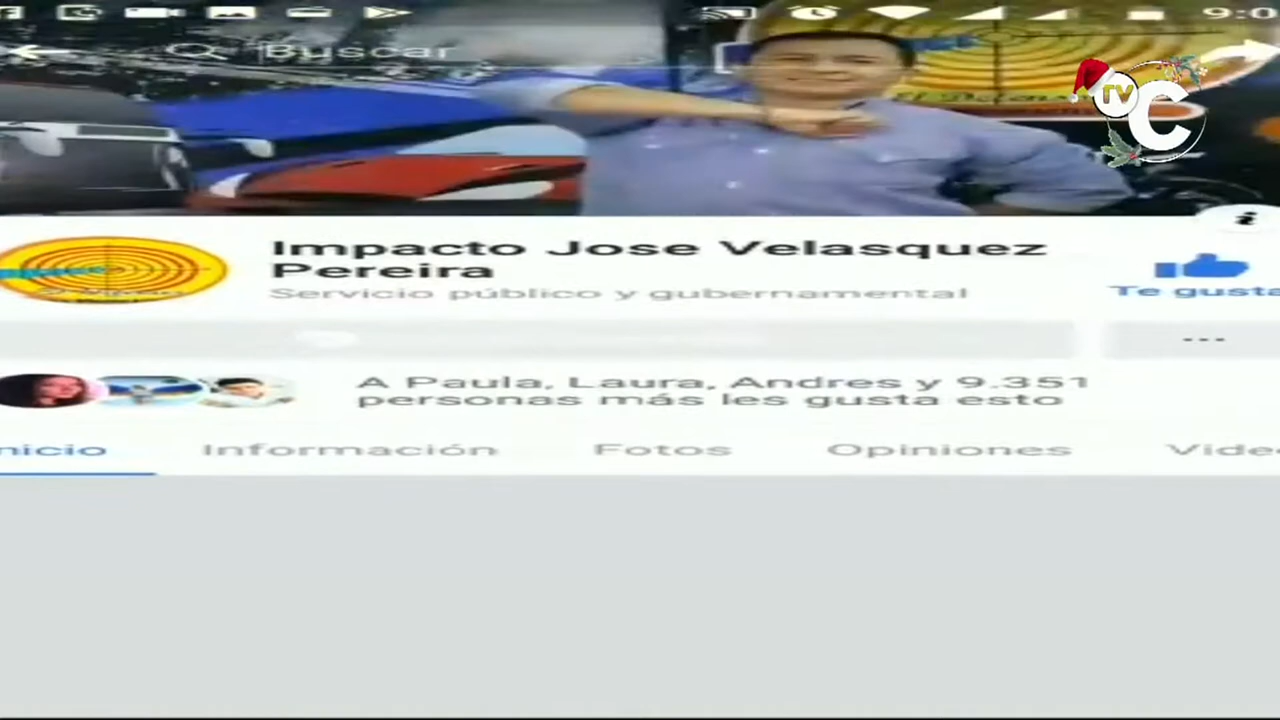 9:0
Buscar
TV
C
Impacto Jose Velasquez
Pereira
Servicio público y gubernamental
Te gusta
A Paula, Laura, Andres y 9.351
personas más les gusta esto
nicio
Información
Fotos
Opiniones
Vide